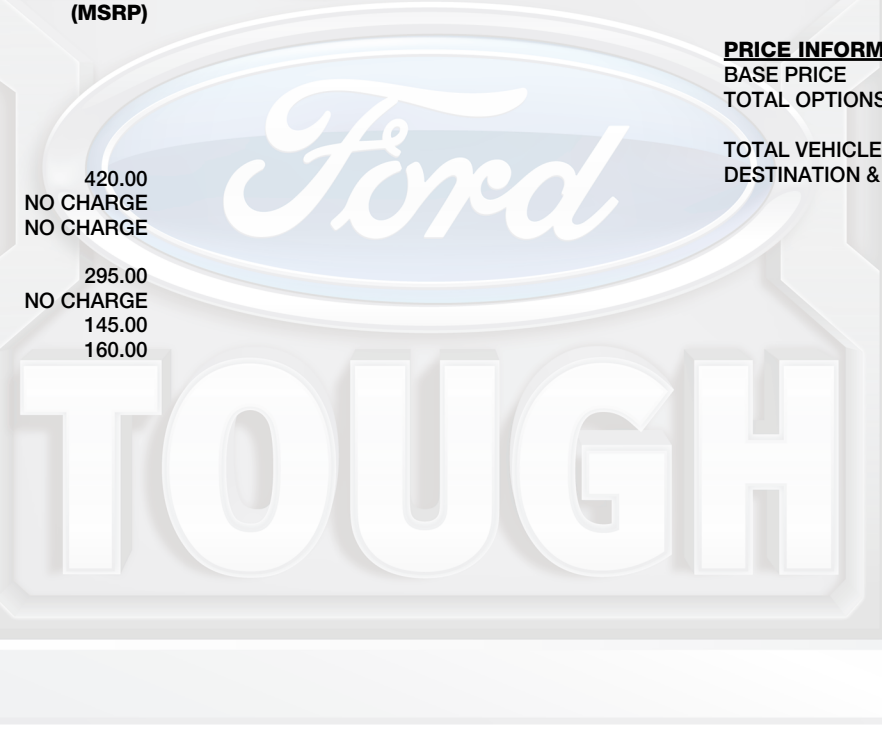 (MSRP)
420.00
NO CHARGE
NO CHARGE
295.00
NO CHARGE
145.00
160.00
PRICE INFORM
BASE PRICE
TOTAL OPTIONS
TOTAL VEHICLE
DESTINATION &
Ford
TOUGH